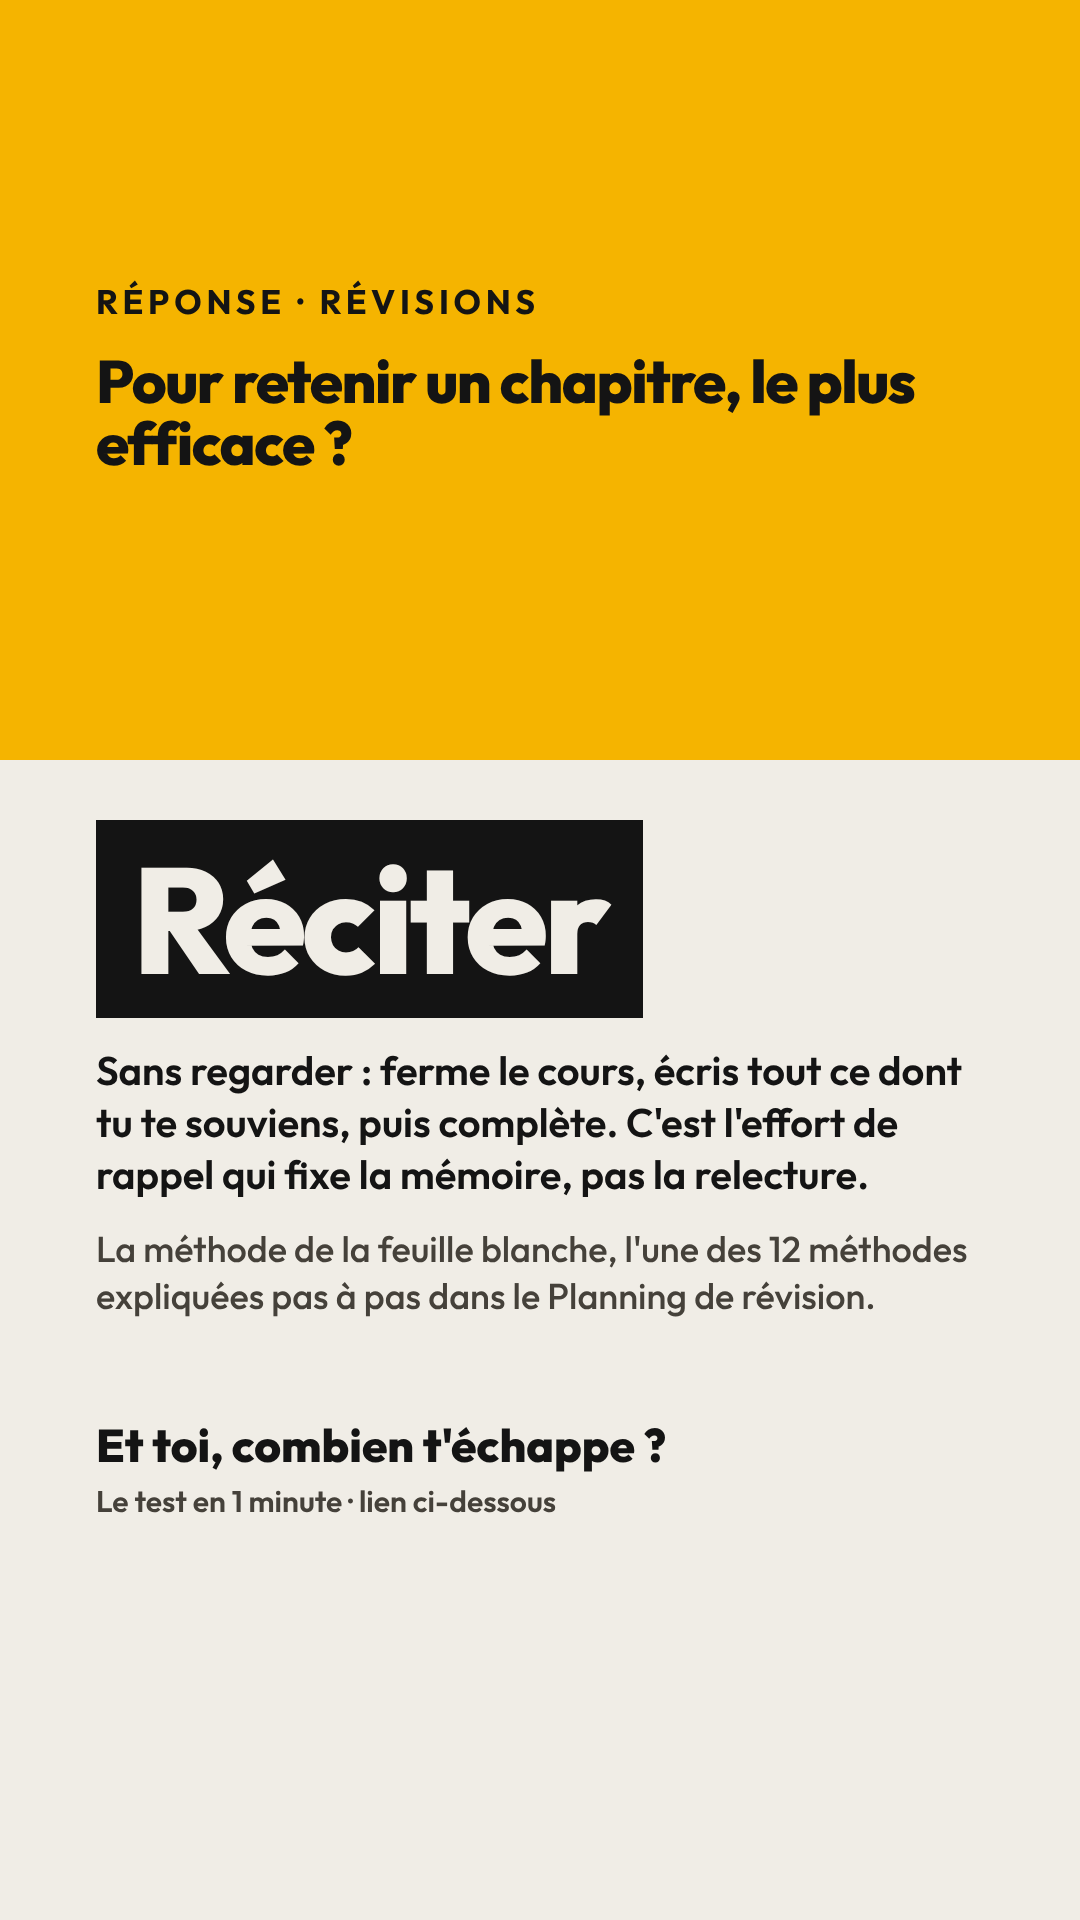 RÉPONSE · RÉVISIONS
Pour retenir un chapitre, le plus
efficace ?
Réciter
Sans regarder : ferme le cours, écris tout ce dont
tu te souviens, puis complète. C'est l'effort de
rappel qui fixe la mémoire, pas la relecture.
La méthode de la feuille blanche, l'une des 12 méthodes
expliquées pas à pas dans le Planning de révision.
Et toi, combien t'échappe ?
Le test en 1 minute · lien ci-dessous